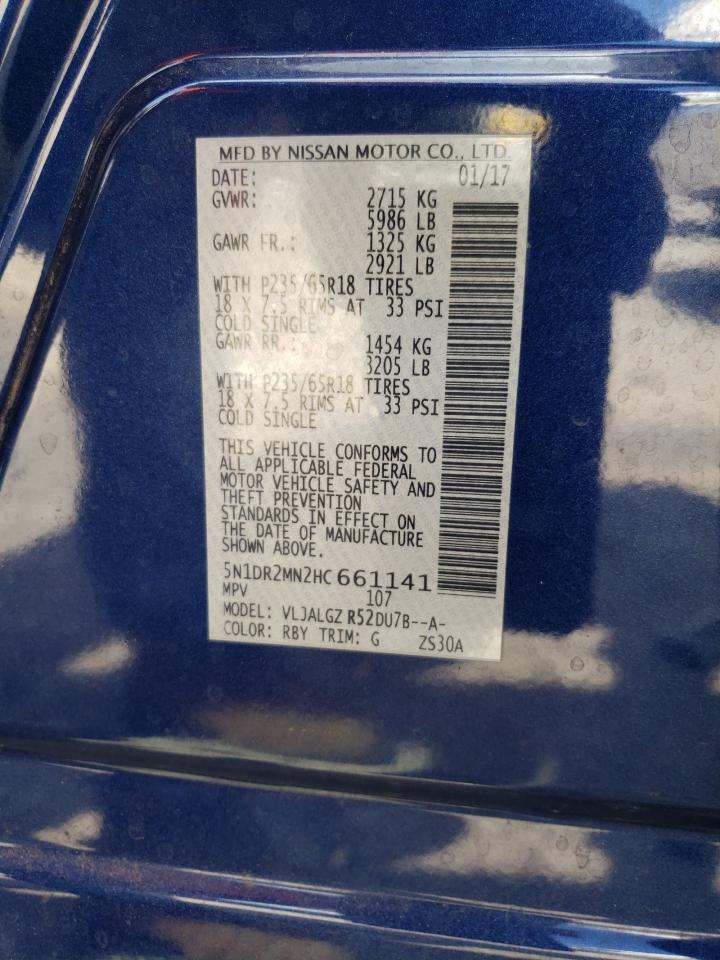 MFD BY NISSAN MOTOR CO., LTD.
DATE: 01/17
GVWR: 2715 KG
5986 LB
GAWR FR.: 1325 KG
2921 LB
WITH P235/65R18 TIRES
18 X 7.5 RIMS AT 33 PSI
COLD SINGLE
GAWR RR.: 1454 KG
3205 LB
WITH P235/65R18 TIRES
18 X 7.5 RIMS AT 33 PSI
COLD SINGLE
THIS VEHICLE CONFORMS TO
ALL APPLICABLE FEDERAL
MOTOR VEHICLE SAFETY AND
THEFT PREVENTION
STANDARDS IN EFFECT ON
THE DATE OF MANUFACTURE
SHOWN ABOVE.
5N1DR2MN2HC661141
MPV 107
MODEL: VLJALGZ R52DU7B--A-
COLOR: RBY TRIM: G ZS30A